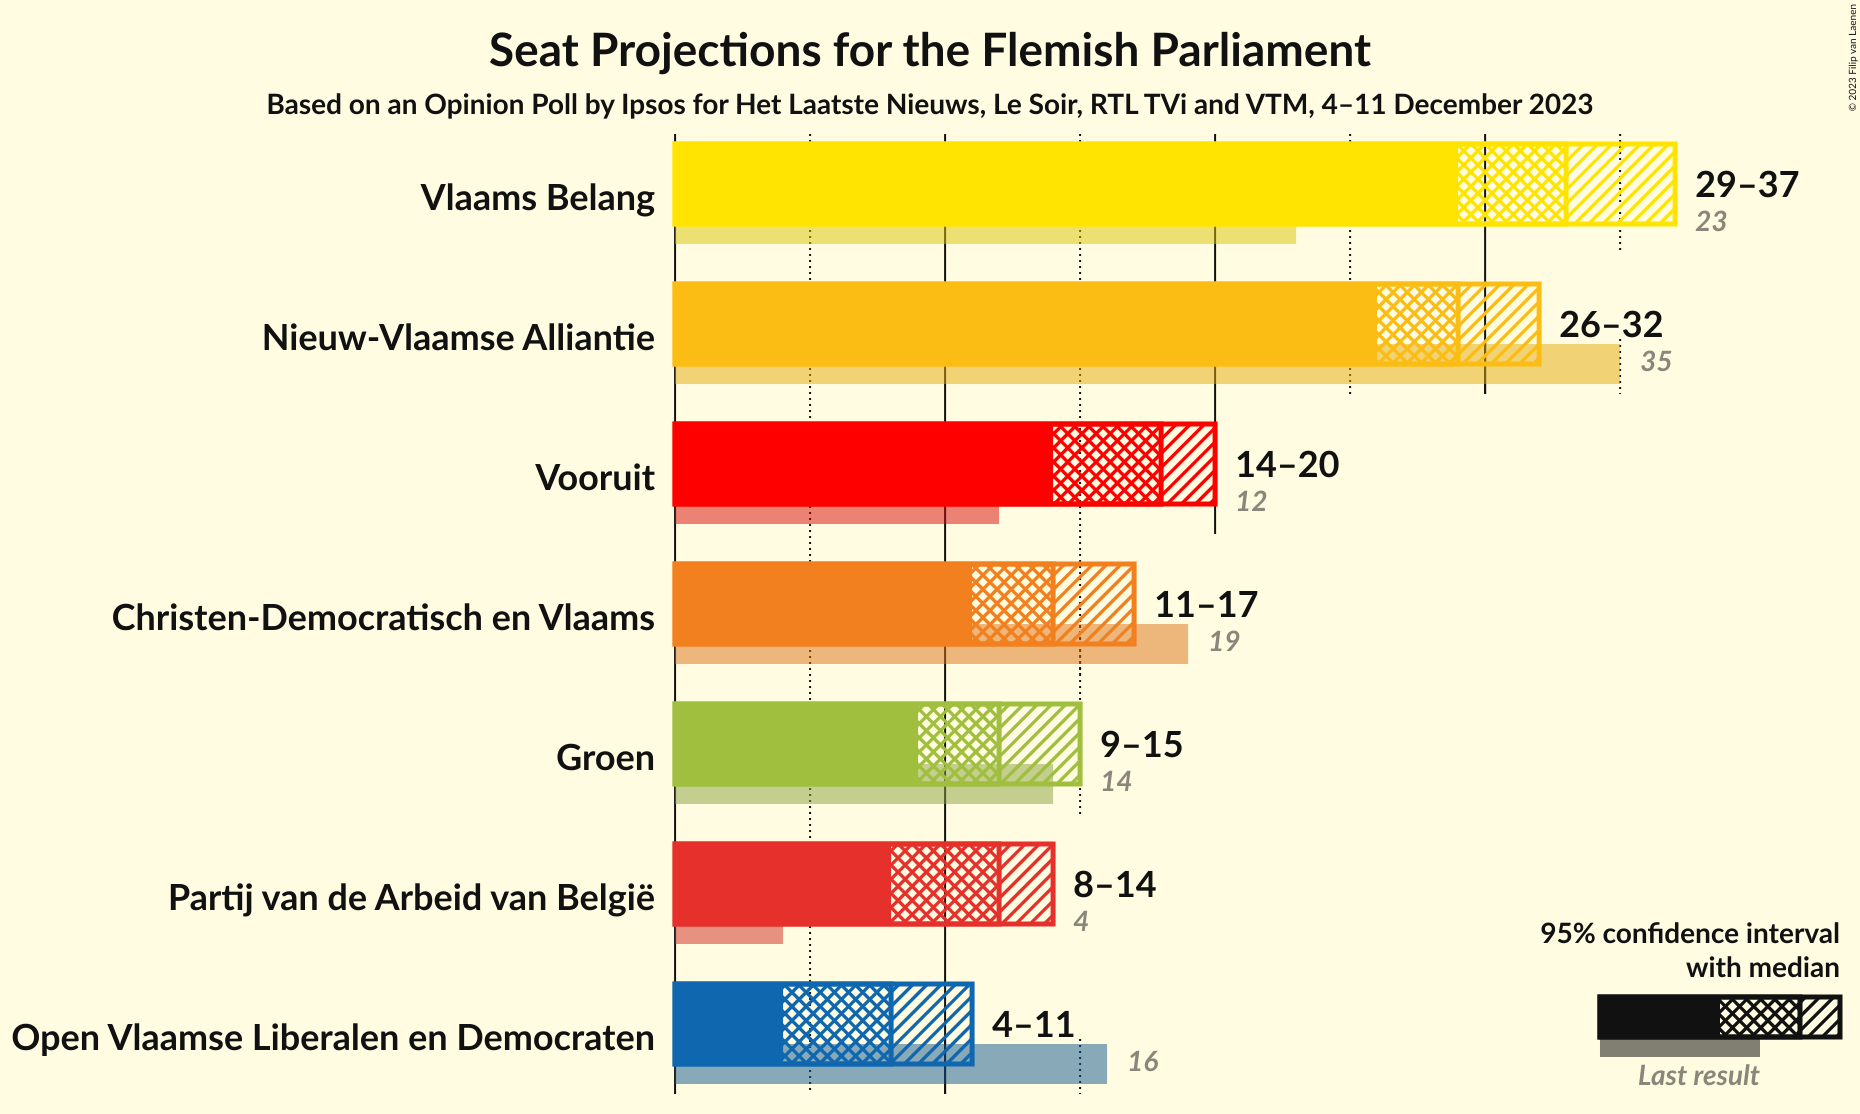 Seat Projections for the Flemish Parliament
Based on an Opinion Poll by Ipsos for Het Laatste Nieuws, Le Soir, RTL TVi and VTM, 4–11 December 2023
© 2023 Filip van Laenen
Vlaams Belang
29–37
23
Nieuw-Vlaamse Alliantie
26–32
35
Vooruit
14–20
12
Christen-Democratisch en Vlaams
11–17
19
Groen
9–15
14
Partij van de Arbeid van België
8–14
4
Open Vlaamse Liberalen en Democraten
4–11
16
95% confidence interval
with median
Last result